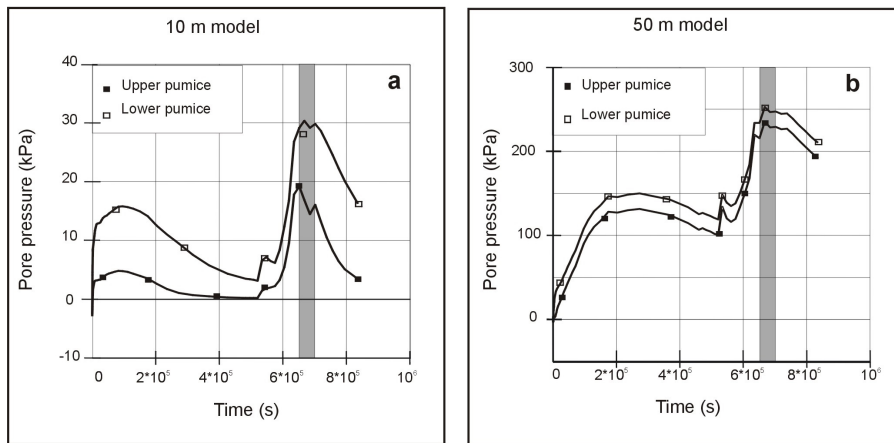 10 m model
a
Upper pumice
Lower pumice
Pore pressure (kPa)
40
30
20
10
0
-10
0
2*10⁵
4*10⁵
6*10⁵
8*10⁵
10⁶
Time (s)
50 m model
b
Upper pumice
Lower pumice
Pore pressure (kPa)
300
200
100
0
0
2*10⁵
4*10⁵
6*10⁵
8*10⁵
10⁶
Time (s)